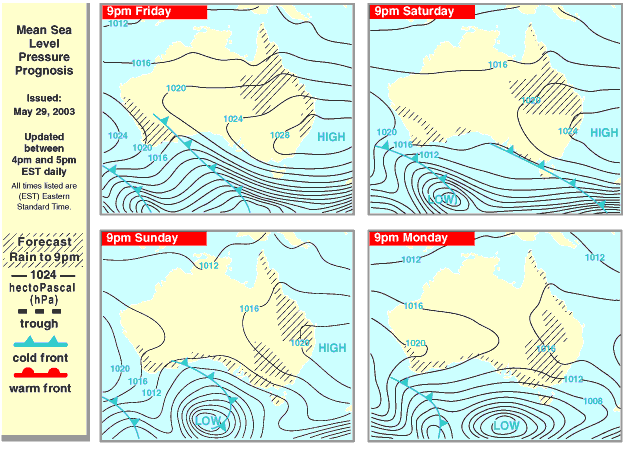 Mean Sea
Level
Pressure
Prognosis
Issued:
May 29, 2003
Updated
between
4pm and 5pm
EST daily
All times listed are
(EST) Eastern
Standard Time.
Forecast
Rain to 9pm
1024
hectoPascal
(hPa)
trough
cold front
warm front
9pm Friday
1012
1016
1020
1024
1028
1024
1020
1016
HIGH
9pm Saturday
1016
1020
1024
1020
1016
1012
HIGH
LOW
9pm Sunday
1012
1016
1020
HIGH
1020
1016
1012
LOW
9pm Monday
1012
1012
1016
1020
1016
1012
1008
LOW